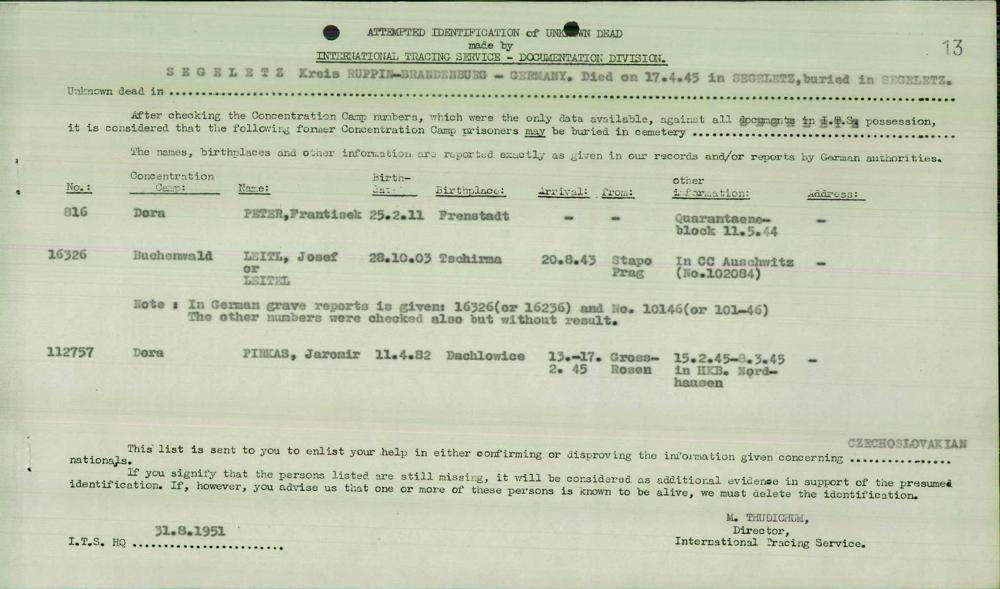 ATTEMPTED IDENTIFICATION of UNKNOWN DEAD
made by
INTERNATIONAL TRACING SERVICE - DOCUMENTATION DIVISION.
13
S E G E L E T Z Kreis RUPPIN-BRANDENBURG - GERMANY. Died on 17.4.45 in SEGELETZ,buried in SEGELETZ.
Unknown dead in
After checking the Concentration Camp numbers, which were the only data available, against all documents in I.T.S. possession,
it is considered that the following former Concentration Camp prisoners may be buried in cemetery
The names, birthplaces and other information are reported exactly as given in our records and/or reports by German authorities.
No.: Concentration Camp: Name: Birth-date: Birthplace: Arrival: from: other information: Address:
816 Dora PETER,Frantisek 25.2.11 Frenstadt - - Quarantaene- -
block 11.5.44
16326 Buchenwald LEITL, Josef 28.10.03 Tschirma 20.8.43 Stapo In CC Auschwitz -
or Prag (No.102084)
LEITEL
Note : In German grave reports is given: 16326(or 16236) and No. 10146(or 101-46)
The other numbers were checked also but without result.
112757 Dora PINKAS, Jaromir 11.4.82 Dachlowice 13.-17. Gross- 15.2.45-8.3.45 -
2. 45 Rosen in HKB. Nord-
hausen
CZECHOSLOVAKIAN
This list is sent to you to enlist your help in either confirming or disproving the information given concerning
nationals.
If you signify that the persons listed are still missing, it will be considered as additional evidence in support of the presumed
identification. If, however, you advise us that one or more of these persons is known to be alive, we must delete the identification.
M. THUDICHUM,
Director,
International Tracing Service.
31.8.1951
I.T.S. HQ